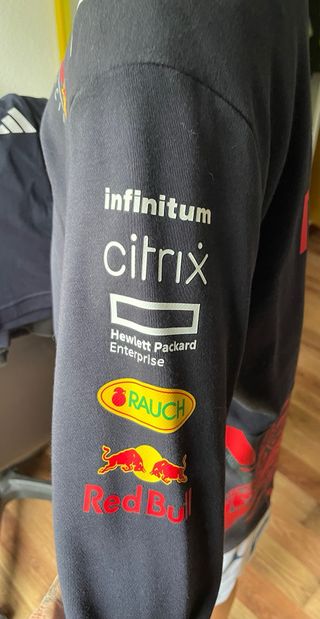 infinitum
citrix
Hewlett Packard
Enterprise
RAUCH
Red Bull